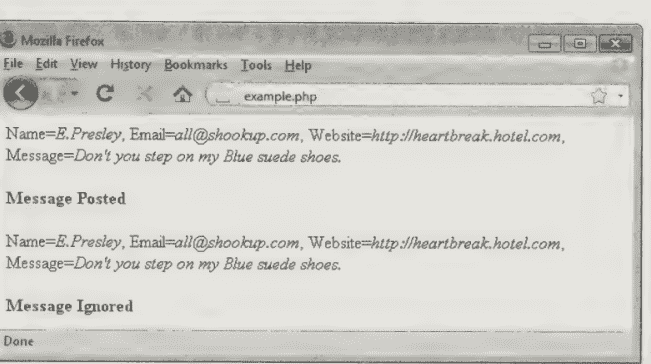 Mozilla Firefox
File Edit View History Bookmarks Tools Help
example.php
Name=E.Presley, Email=all@shookup.com, Website=http://heartbreak.hotel.com,
Message=Don't you step on my Blue suede shoes.
Message Posted
Name=E.Presley, Email=all@shookup.com, Website=http://heartbreak.hotel.com,
Message=Don't you step on my Blue suede shoes.
Message Ignored
Done